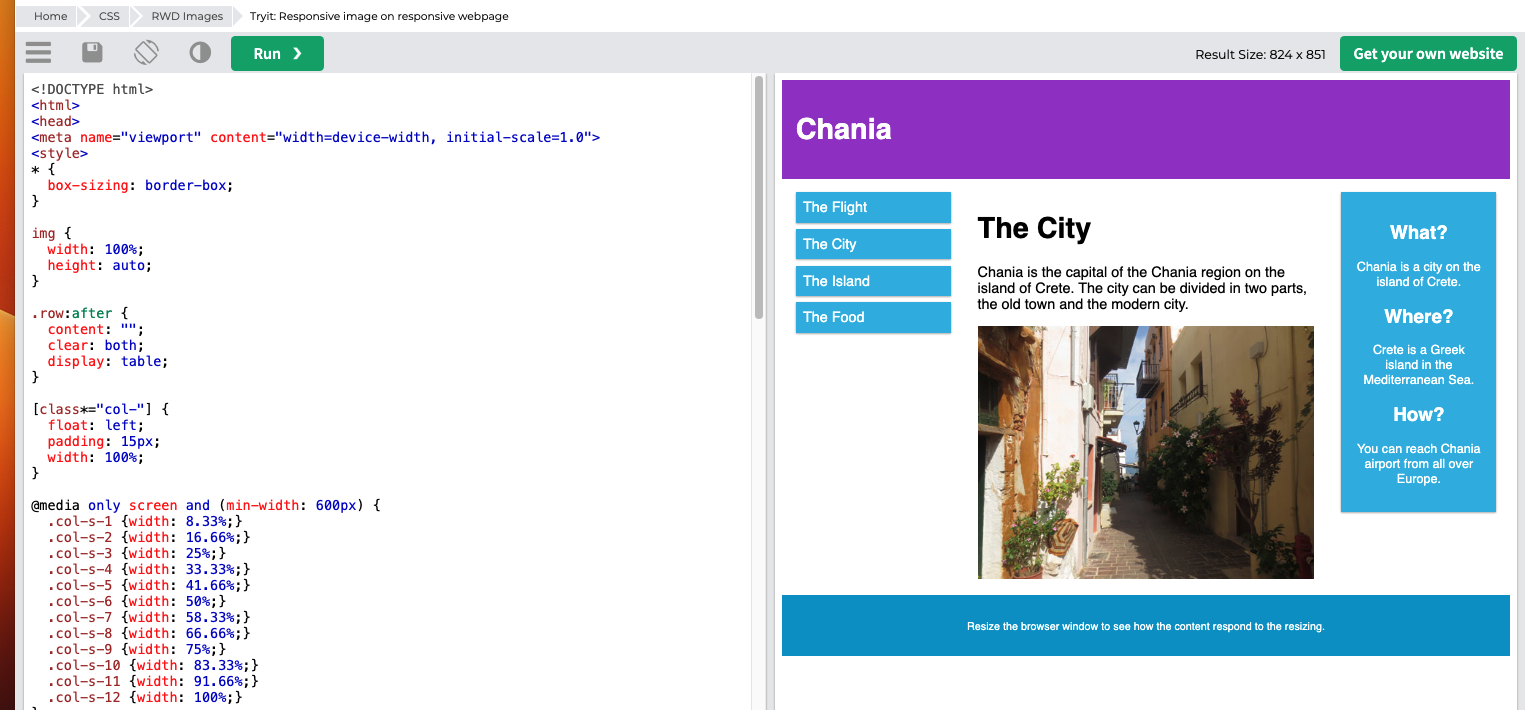 Home CSS RWD Images Tryit: Responsive image on responsive webpage
Run ❯ Result Size: 824 x 851 Get your own website
<!DOCTYPE html>
<html>
<head>
<meta name="viewport" content="width=device-width, initial-scale=1.0">
<style>
* {
  box-sizing: border-box;
}

img {
  width: 100%;
  height: auto;
}

.row:after {
  content: "";
  clear: both;
  display: table;
}

[class*="col-"] {
  float: left;
  padding: 15px;
  width: 100%;
}

@media only screen and (min-width: 600px) {
  .col-s-1 {width: 8.33%;}
  .col-s-2 {width: 16.66%;}
  .col-s-3 {width: 25%;}
  .col-s-4 {width: 33.33%;}
  .col-s-5 {width: 41.66%;}
  .col-s-6 {width: 50%;}
  .col-s-7 {width: 58.33%;}
  .col-s-8 {width: 66.66%;}
  .col-s-9 {width: 75%;}
  .col-s-10 {width: 83.33%;}
  .col-s-11 {width: 91.66%;}
  .col-s-12 {width: 100%;}
Chania
The Flight
The City
The Island
The Food
The City
Chania is the capital of the Chania region on the
island of Crete. The city can be divided in two parts,
the old town and the modern city.
What?
Chania is a city on the
island of Crete.
Where?
Crete is a Greek
island in the
Mediterranean Sea.
How?
You can reach Chania
airport from all over
Europe.
Resize the browser window to see how the content respond to the resizing.